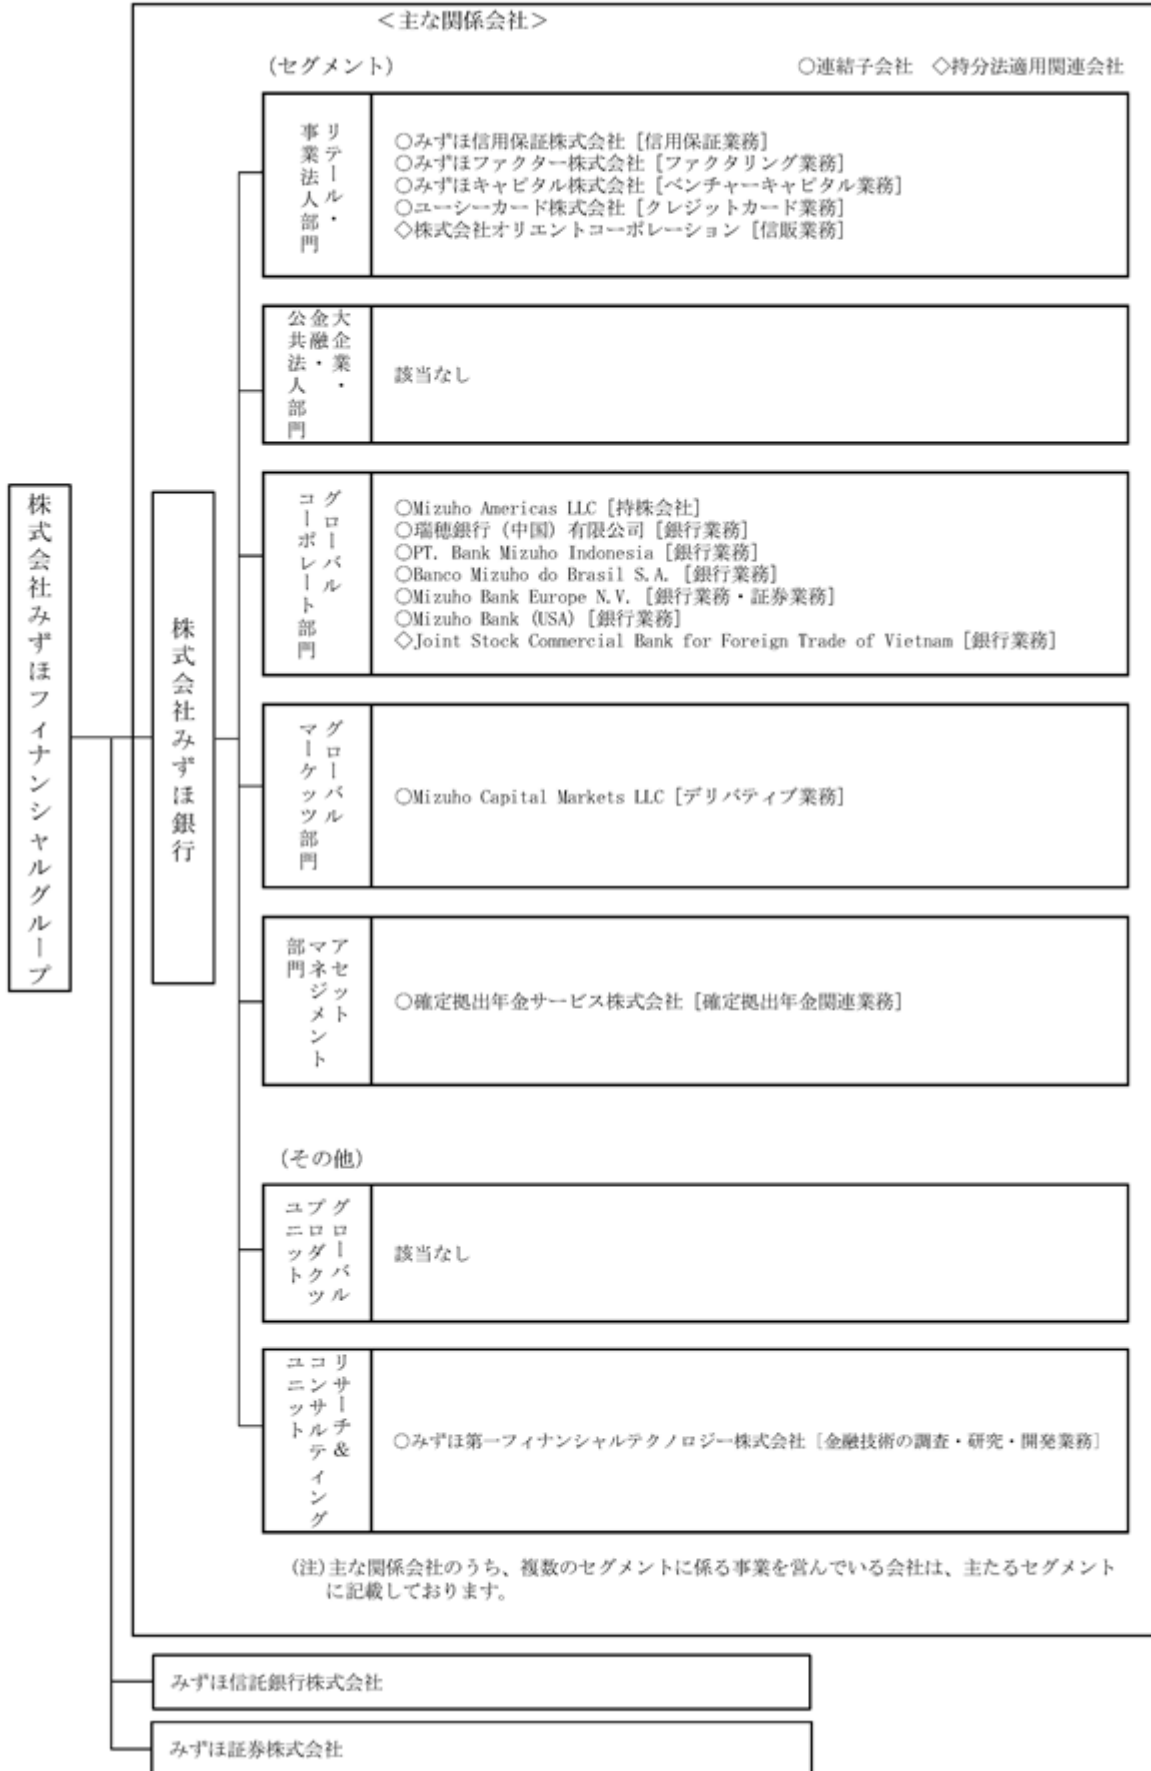 ＜主な関係会社＞
(セグメント)
○連結子会社　◇持分法適用関連会社
リテール・
事業法人部門
○みずほ信用保証株式会社［信用保証業務］
○みずほファクター株式会社［ファクタリング業務］
○みずほキャピタル株式会社［ベンチャーキャピタル業務］
○ユーシーカード株式会社［クレジットカード業務］
◇株式会社オリエントコーポレーション［信販業務］
大企業・
金融・
公共法人部門
該当なし
株式会社みずほフィナンシャルグループ
株式会社みずほ銀行
グローバル
コーポレート部門
○Mizuho Americas LLC［持株会社］
○瑞穂銀行（中国）有限公司［銀行業務］
○PT. Bank Mizuho Indonesia［銀行業務］
○Banco Mizuho do Brasil S.A.［銀行業務］
○Mizuho Bank Europe N.V.［銀行業務・証券業務］
○Mizuho Bank (USA)［銀行業務］
◇Joint Stock Commercial Bank for Foreign Trade of Vietnam［銀行業務］
グローバル
マーケッツ部門
○Mizuho Capital Markets LLC［デリバティブ業務］
アセット
マネジメント
部門
○確定拠出年金サービス株式会社［確定拠出年金関連業務］
(その他)
グローバル
プロダクツ
ユニット
該当なし
リサーチ＆
コンサルティング
ユニット
○みずほ第一フィナンシャルテクノロジー株式会社［金融技術の調査・研究・開発業務］
(注)主な関係会社のうち、複数のセグメントに係る事業を営んでいる会社は、主たるセグメント
に記載しております。
みずほ信託銀行株式会社
みずほ証券株式会社